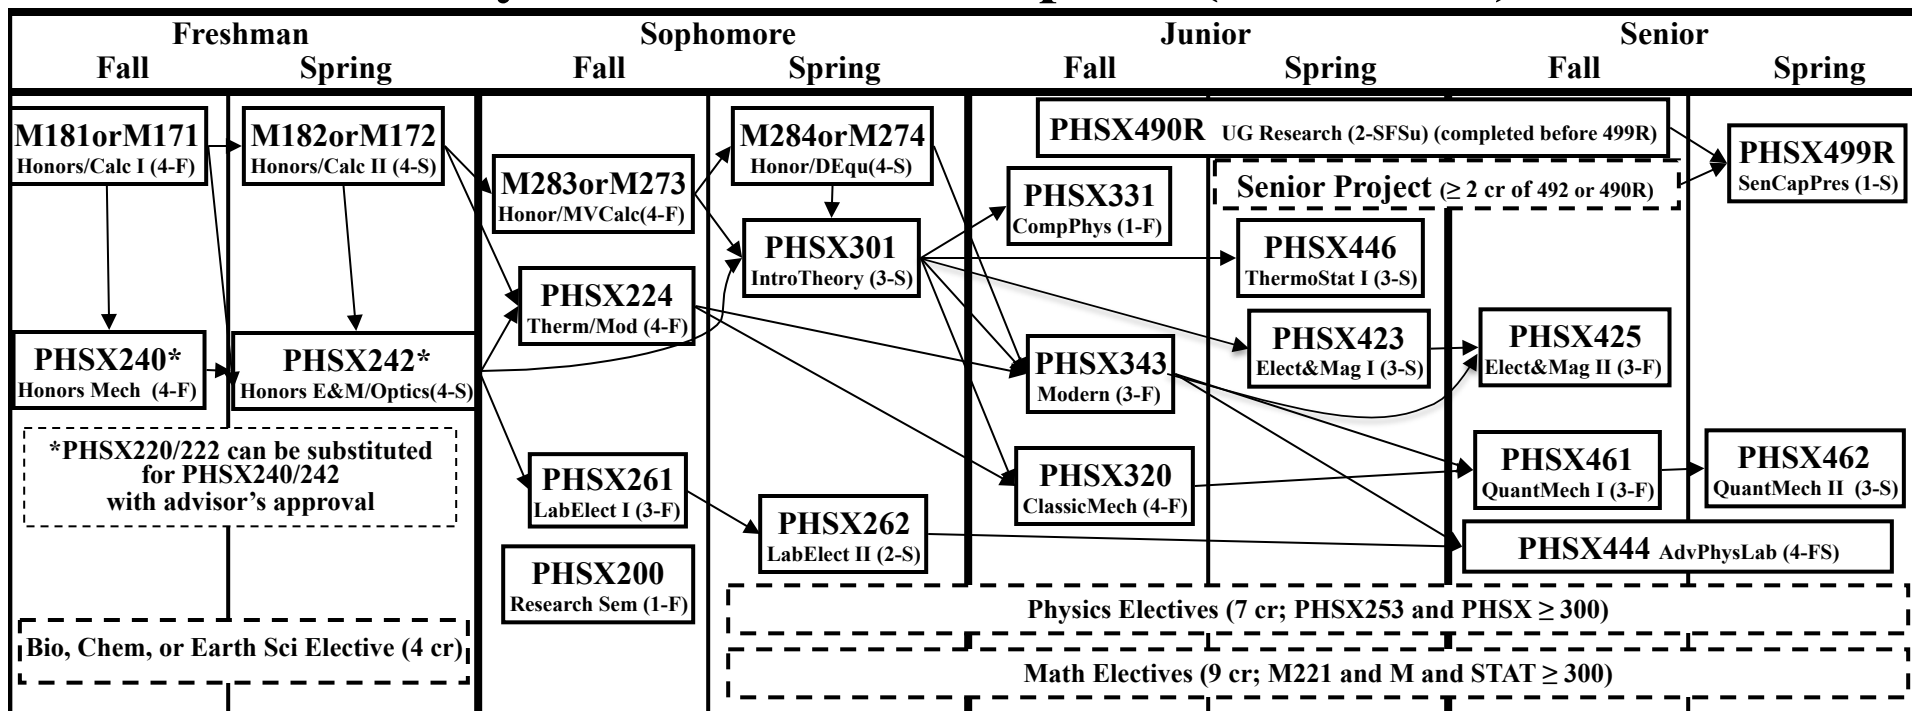 Freshman
Sophomore
Junior
Senior
Fall
Spring
Fall
Spring
Fall
Spring
Fall
Spring
M181orM171
Honors/Calc I (4-F)
M182orM172
Honors/Calc II (4-S)
M283orM273
Honor/MVCalc(4-F)
M284orM274
Honor/DEqu(4-S)
PHSX490R UG Research (2-SFSu) (completed before 499R)
PHSX499R
SenCapPres (1-S)
Senior Project (≥ 2 cr of 492 or 490R)
PHSX331
CompPhys (1-F)
PHSX301
IntroTheory (3-S)
PHSX446
ThermoStat I (3-S)
PHSX224
Therm/Mod (4-F)
PHSX240*
Honors Mech (4-F)
PHSX242*
Honors E&M/Optics(4-S)
PHSX343
Modern (3-F)
PHSX423
Elect&Mag I (3-S)
PHSX425
Elect&Mag II (3-F)
*PHSX220/222 can be substituted
for PHSX240/242
with advisor's approval
PHSX261
LabElect I (3-F)
PHSX262
LabElect II (2-S)
PHSX320
ClassicMech (4-F)
PHSX461
QuantMech I (3-F)
PHSX462
QuantMech II (3-S)
PHSX444 AdvPhysLab (4-FS)
PHSX200
Research Sem (1-F)
Physics Electives (7 cr; PHSX253 and PHSX ≥ 300)
Bio, Chem, or Earth Sci Elective (4 cr)
Math Electives (9 cr; M221 and M and STAT ≥ 300)